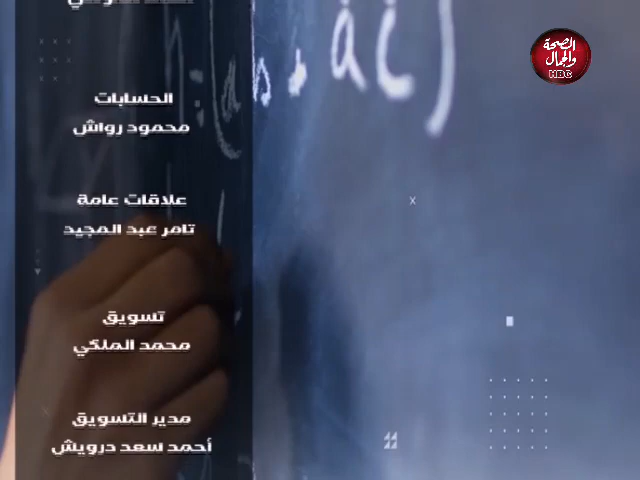 الصحة
والجمال
HBC
الحسابات
محمود رواش
علاقات عامة
تامر عبد المجيد
تسويق
محمد الملكي
مدير التسويق
أحمد سعد درويش